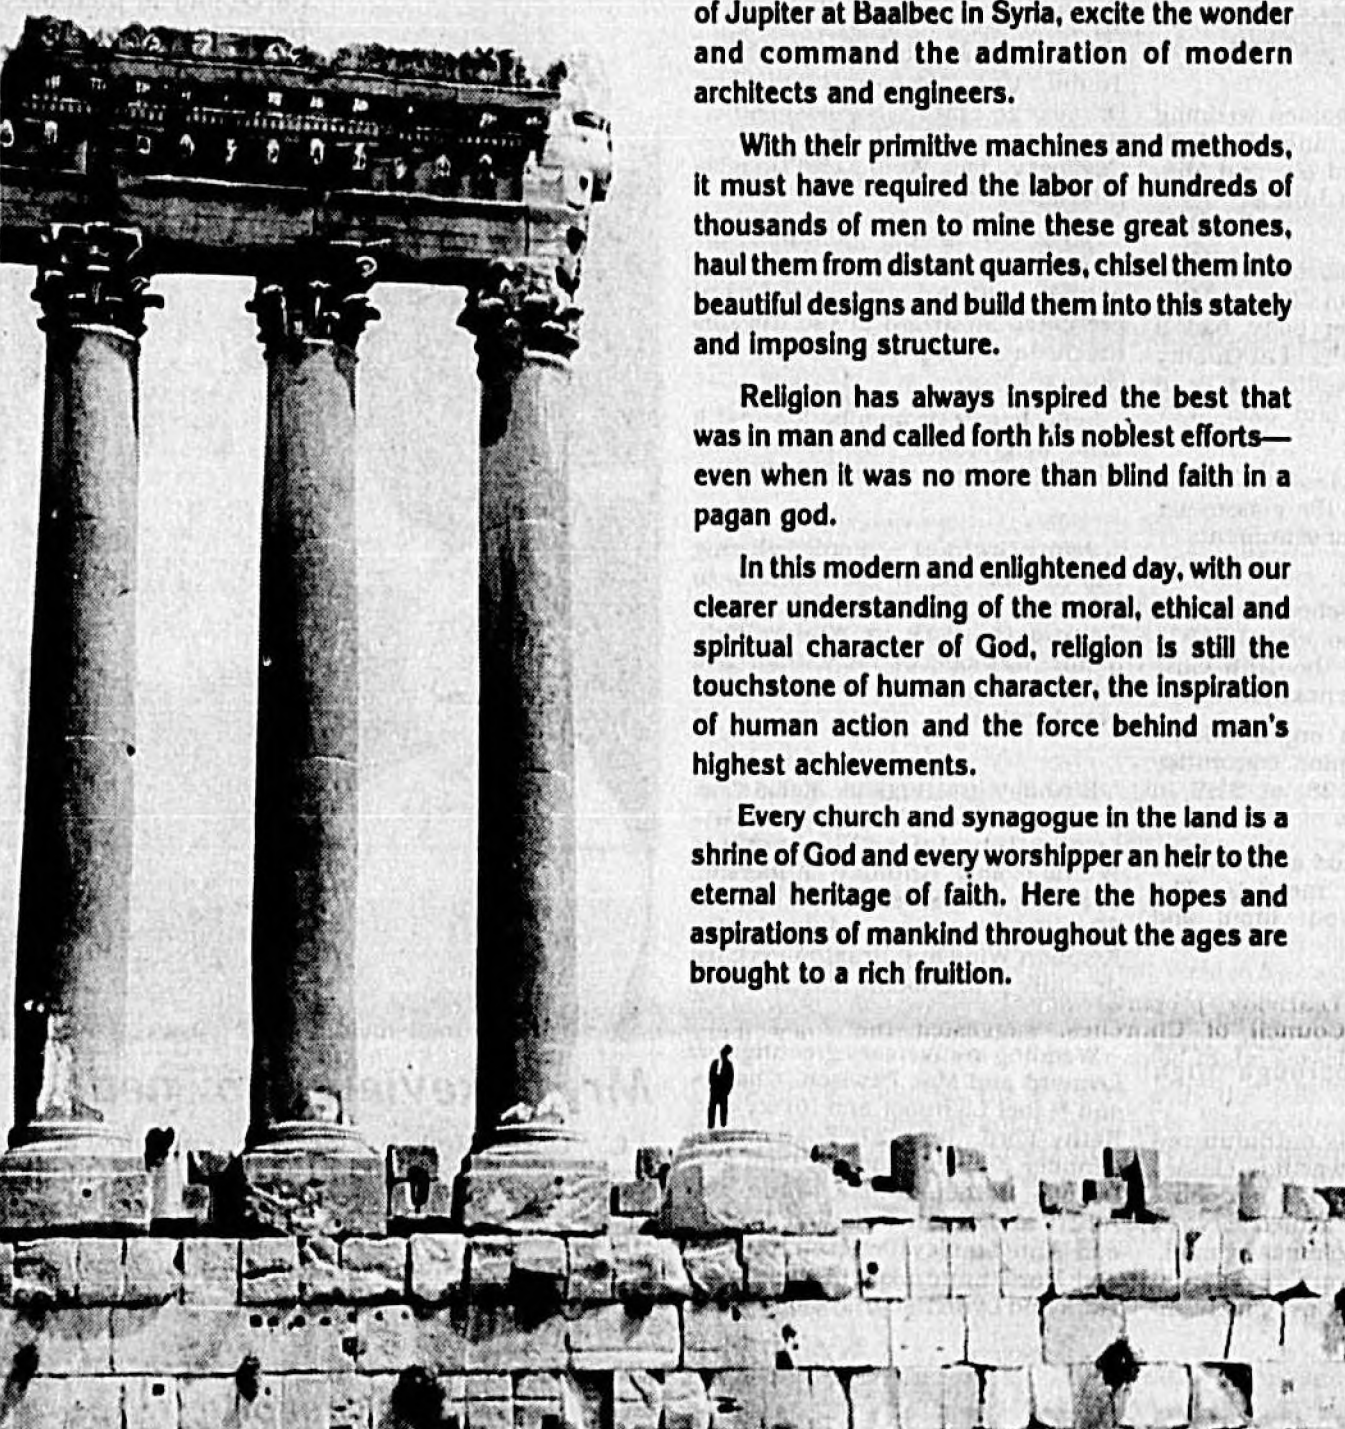 of Jupiter at Baalbec in Syria, excite the wonder
and command the admiration of modern
architects and engineers.
With their primitive machines and methods,
it must have required the labor of hundreds of
thousands of men to mine these great stones,
haul them from distant quarries, chisel them into
beautiful designs and build them into this stately
and imposing structure.
Religion has always inspired the best that
was in man and called forth his noblest efforts—
even when it was no more than blind faith in a
pagan god.
In this modern and enlightened day, with our
clearer understanding of the moral, ethical and
spiritual character of God, religion is still the
touchstone of human character, the inspiration
of human action and the force behind man's
highest achievements.
Every church and synagogue in the land is a
shrine of God and every worshipper an heir to the
eternal heritage of faith. Here the hopes and
aspirations of mankind throughout the ages are
brought to a rich fruition.